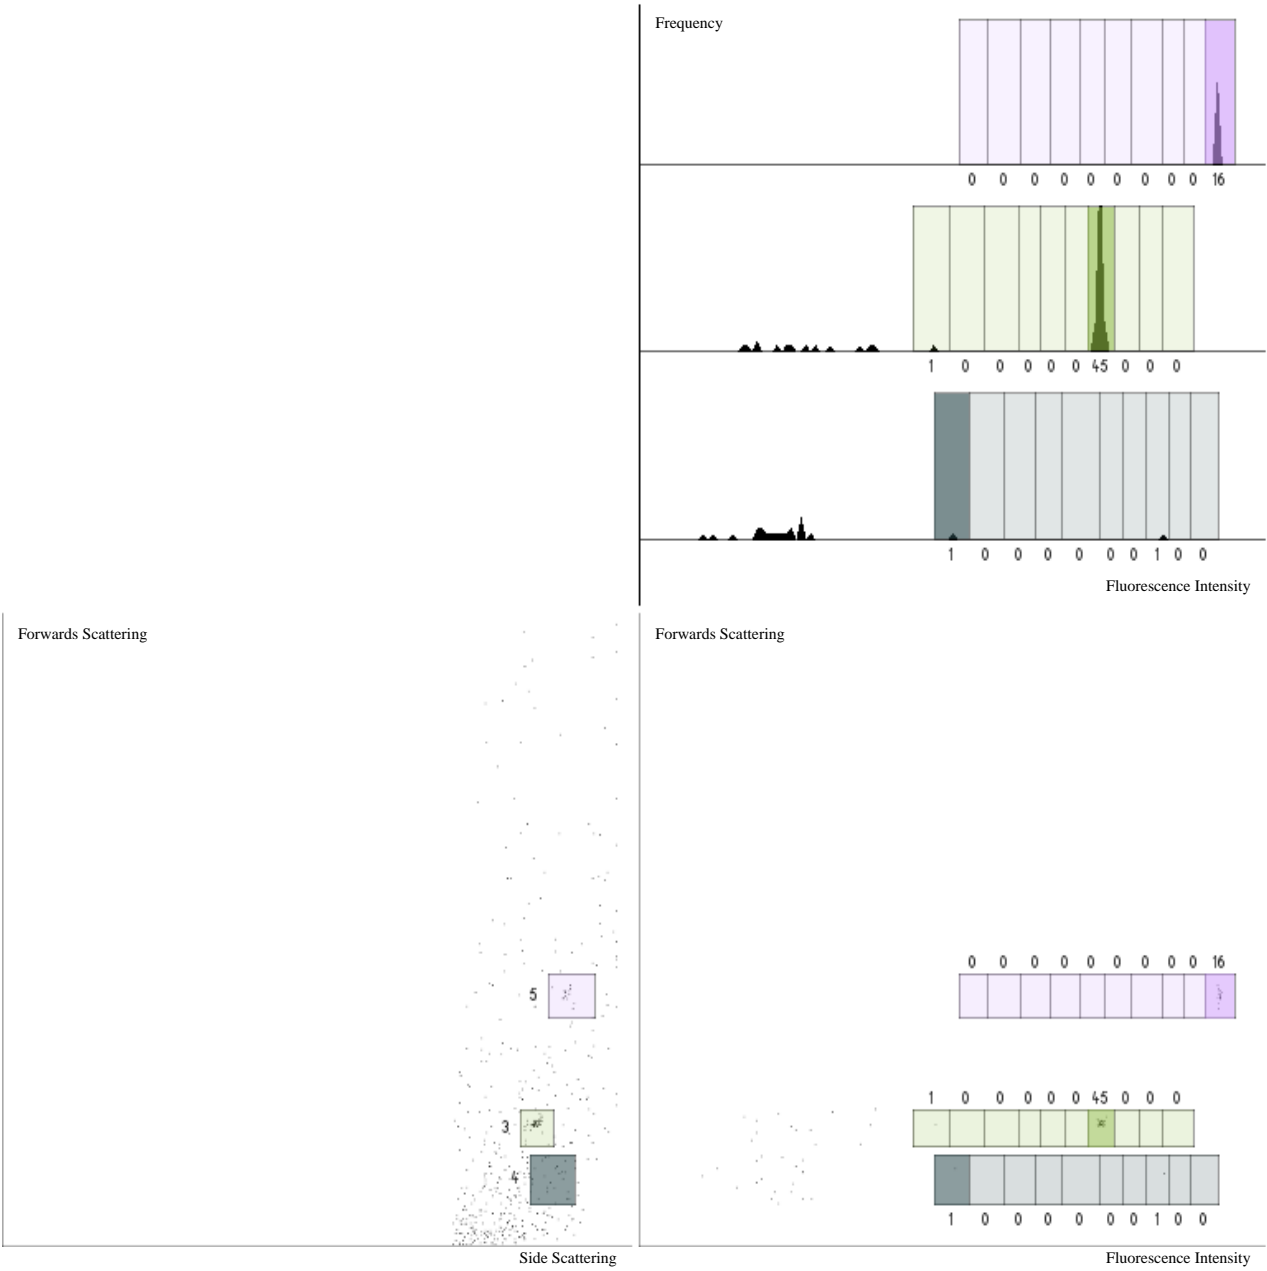 Frequency
0 0 0 0 0 0 0 0 0 16
1 0 0 0 0 0 45 0 0 0
1 0 0 0 0 0 0 1 0 0
Fluorescence Intensity
Forwards Scattering
5
3
4
Side Scattering
Forwards Scattering
0 0 0 0 0 0 0 0 0 16
1 0 0 0 0 0 45 0 0 0
1 0 0 0 0 0 0 1 0 0
Fluorescence Intensity